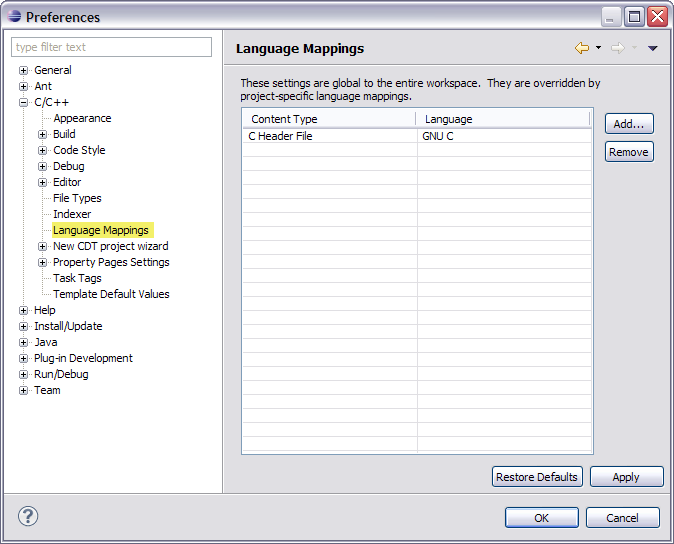 Preferences
type filter text
General
Ant
C/C++
Appearance
Build
Code Style
Debug
Editor
File Types
Indexer
Language Mappings
New CDT project wizard
Property Pages Settings
Task Tags
Template Default Values
Help
Install/Update
Java
Plug-in Development
Run/Debug
Team
Language Mappings
These settings are global to the entire workspace.  They are overridden by
project-specific language mappings.
Content Type Language
C Header File GNU C
Add...
Remove
Restore Defaults Apply
? OK Cancel